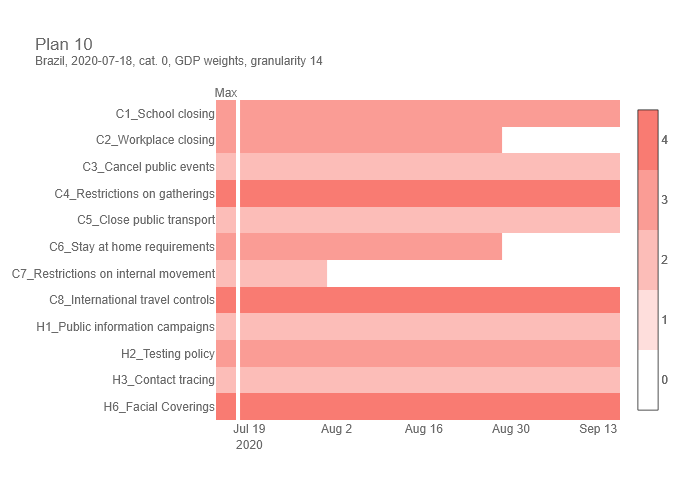 Plan 10
Brazil, 2020-07-18, cat. 0, GDP weights, granularity 14
Max
C1_School closing
C2_Workplace closing
C3_Cancel public events
C4_Restrictions on gatherings
C5_Close public transport
C6_Stay at home requirements
C7_Restrictions on internal movement
C8_International travel controls
H1_Public information campaigns
H2_Testing policy
H3_Contact tracing
H6_Facial Coverings
Jul 19 Aug 2 Aug 16 Aug 30 Sep 13
2020
4
3
2
1
0